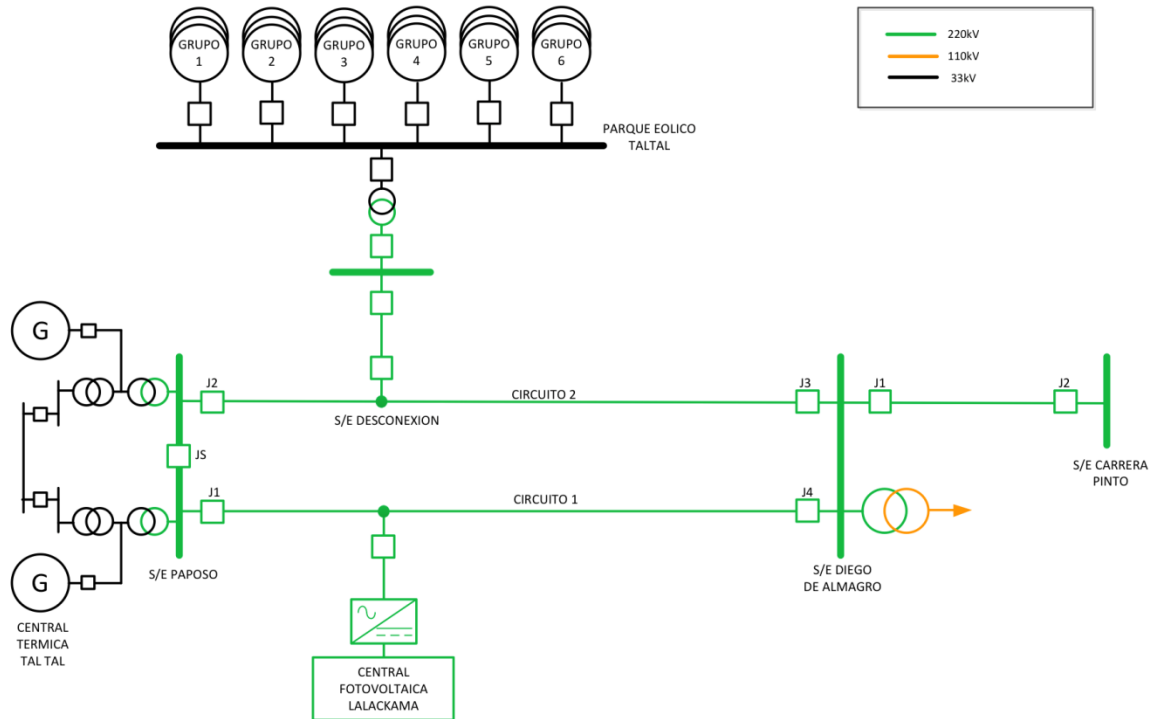 GRUPO
1
GRUPO
2
GRUPO
3
GRUPO
4
GRUPO
5
GRUPO
6
220kV
110kV
33kV
PARQUE EOLICO
TALTAL
G
J2
CIRCUITO 2
J3
J1
J2
S/E DESCONEXION
JS
S/E CARRERA
PINTO
J1
CIRCUITO 1
J4
S/E PAPOSO
S/E DIEGO
DE ALMAGRO
G
CENTRAL
TERMICA
TAL TAL
CENTRAL
FOTOVOLTAICA
LALACKAMA